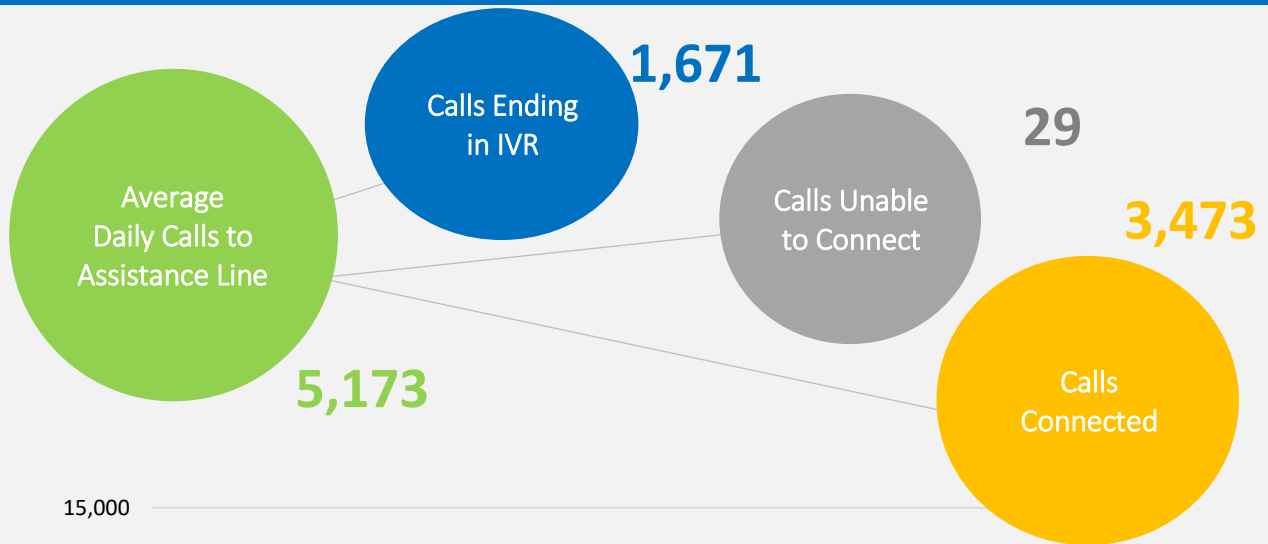 Average
Daily Calls to
Assistance Line
5,173
Calls Ending
in IVR
1,671
Calls Unable
to Connect
29
Calls
Connected
3,473
15,000